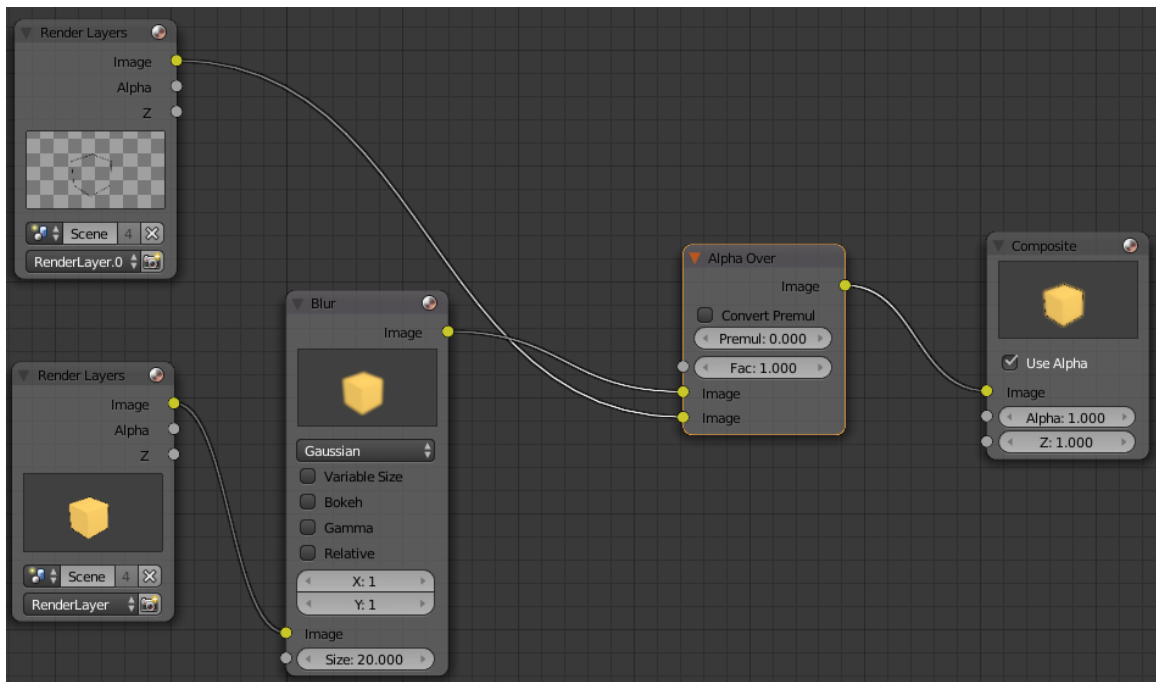 Render Layers
Image
Alpha
Z
Scene 4
RenderLayer.0
Render Layers
Image
Alpha
Z
Scene 4
RenderLayer
Blur
Image
Gaussian
Variable Size
Bokeh
Gamma
Relative
X: 1
Y: 1
Image
Size: 20.000
Alpha Over
Image
Convert Premul
Premul: 0.000
Fac: 1.000
Image
Image
Composite
Use Alpha
Image
Alpha: 1.000
Z: 1.000